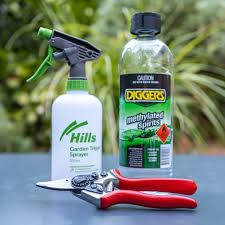 Hills
Garden Trigger
Sprayer
CAUTION
DIGGERS
methylated
spirits